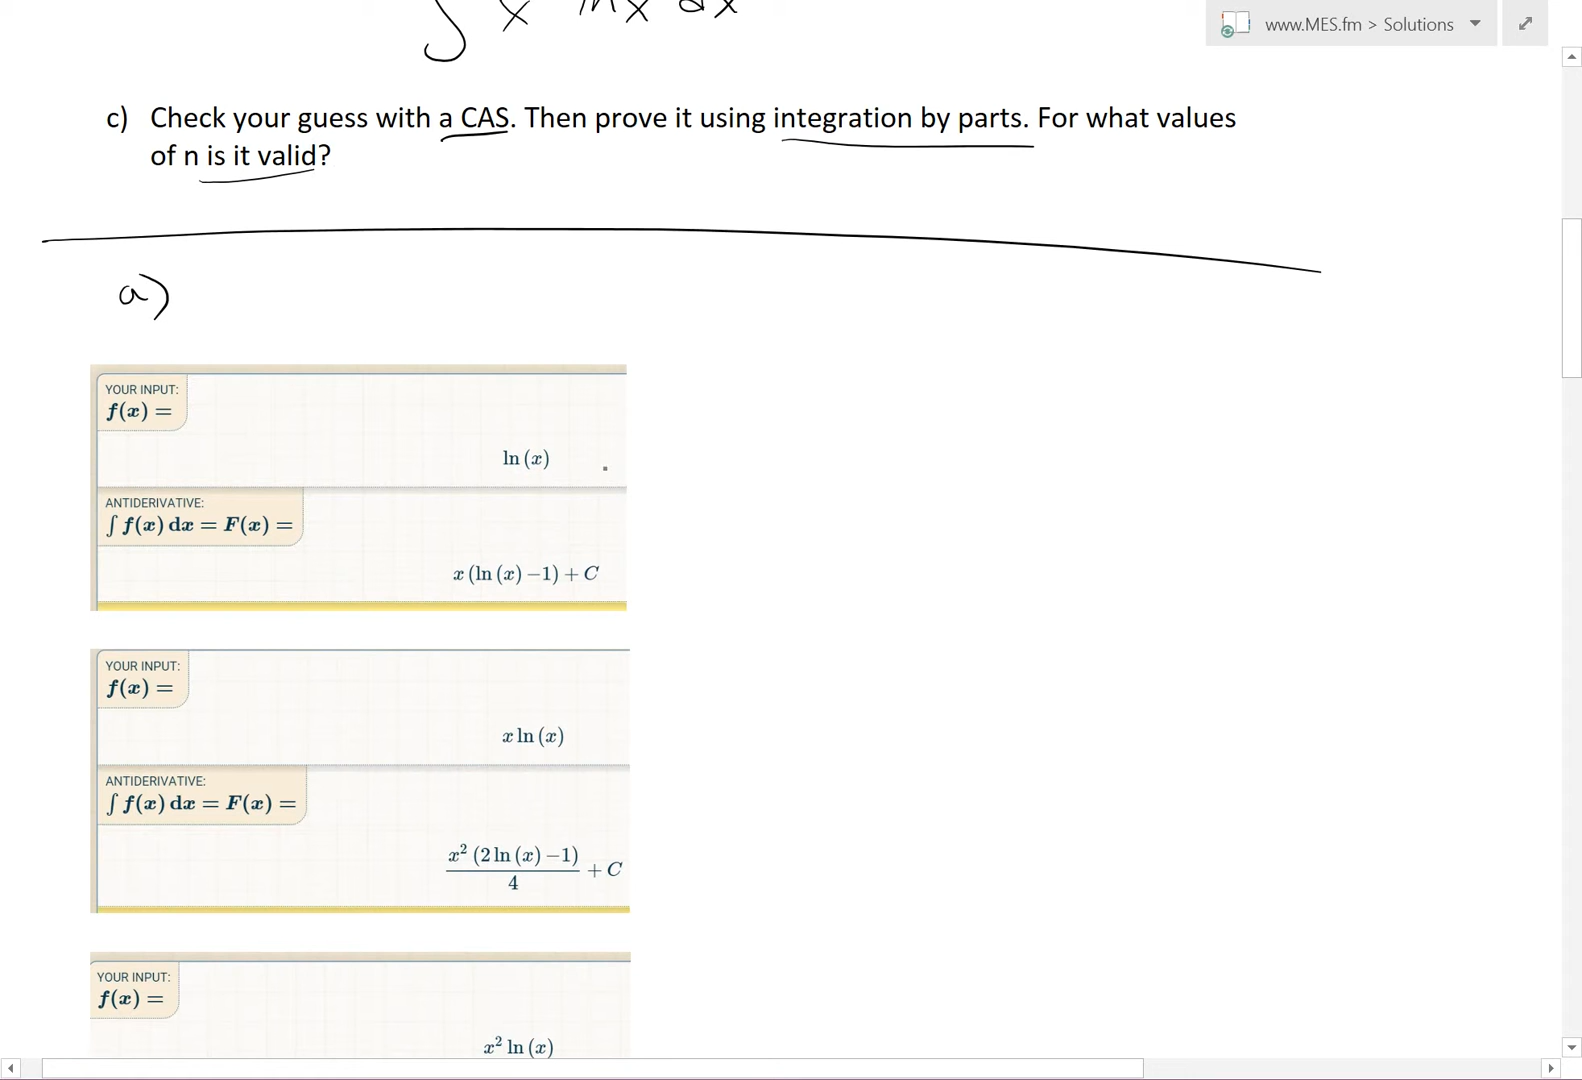 ∫ x ln x dx
www.MES.fm > Solutions
c) Check your guess with a CAS. Then prove it using integration by parts. For what values
of n is it valid?
a)
YOUR INPUT:
f(x) =
ln (x)
ANTIDERIVATIVE:
∫ f(x) dx = F(x) =
x (ln (x) −1) + C
YOUR INPUT:
f(x) =
x ln (x)
ANTIDERIVATIVE:
∫ f(x) dx = F(x) =
x² (2 ln (x) −1)
4
+ C
YOUR INPUT:
f(x) =
x² ln (x)